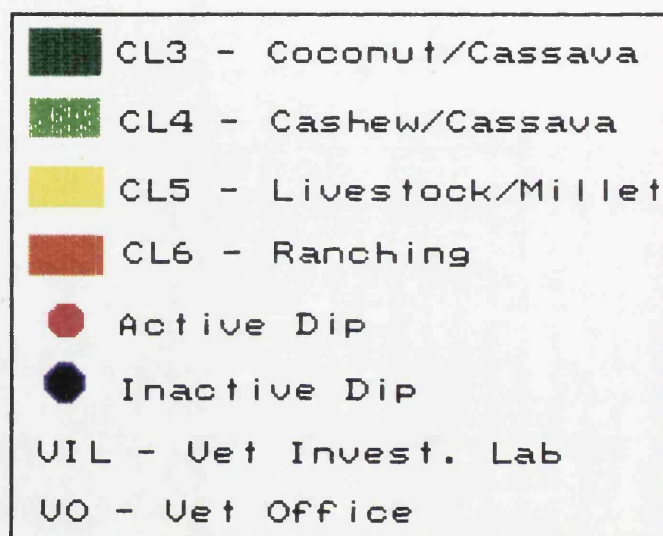 CL3 - Coconut/Cassava
CL4 - Cashew/Cassava
CL5 - Livestock/Millet
CL6 - Ranching
Active Dip
Inactive Dip
VIL - Vet Invest. Lab
VO - Vet Office